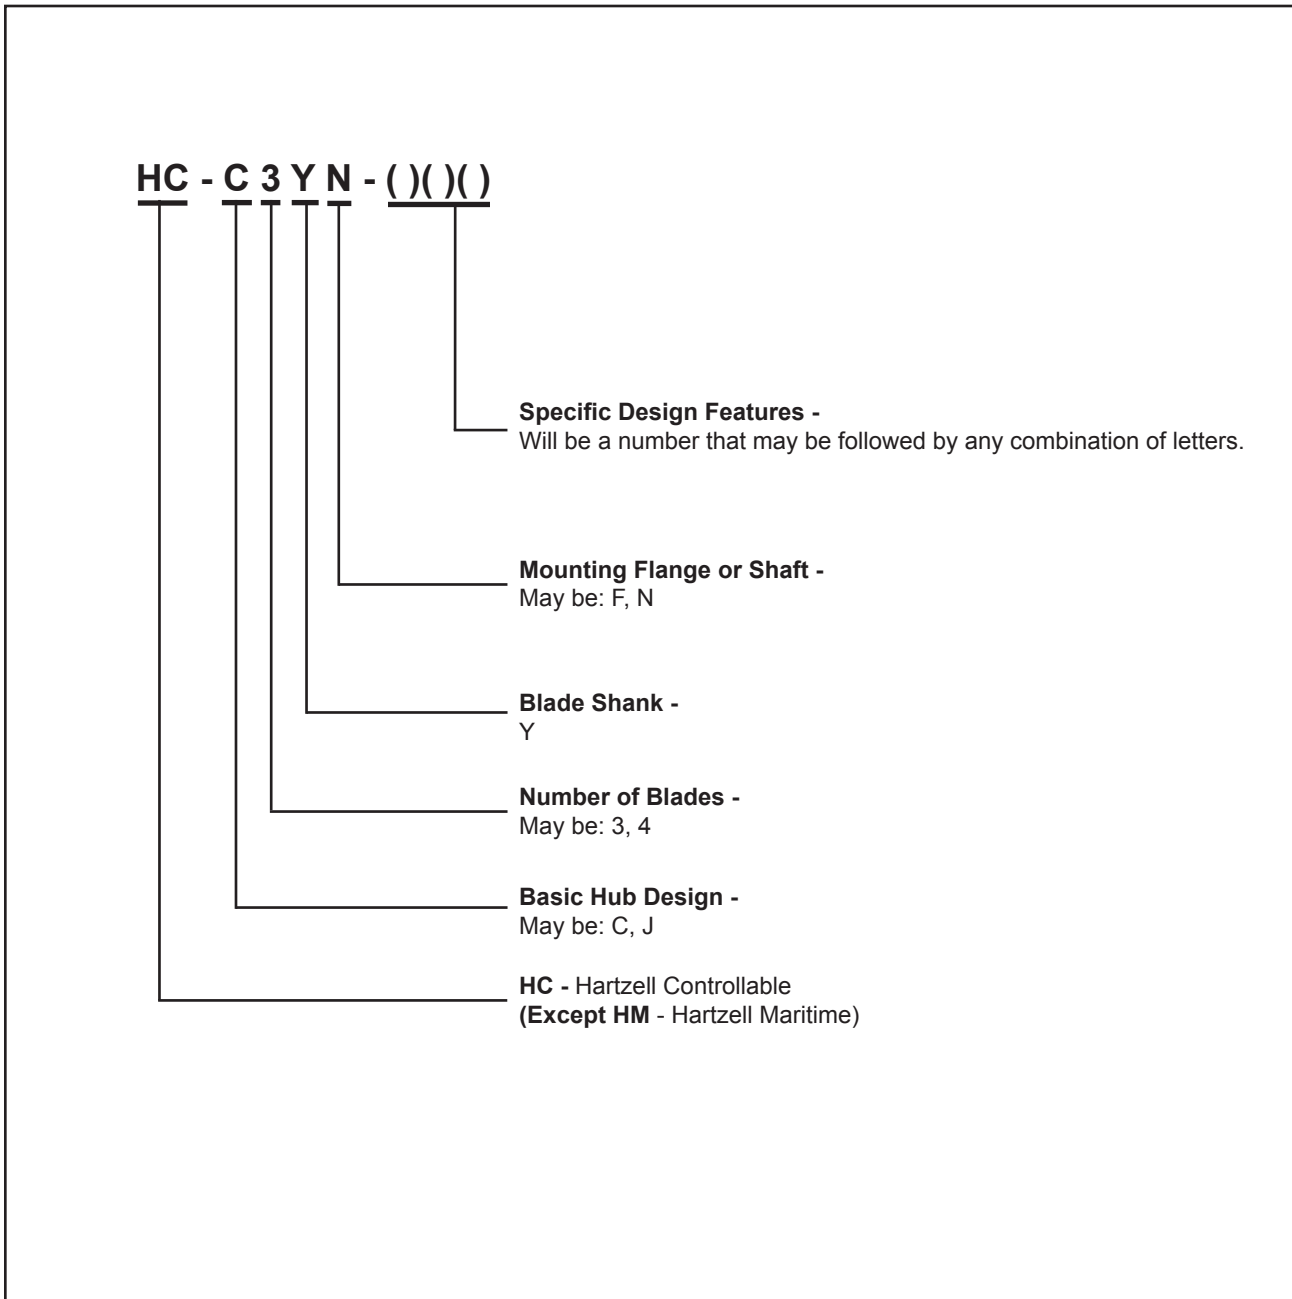 HC - C 3 Y N - ( )( )( )
Specific Design Features -
Will be a number that may be followed by any combination of letters.
Mounting Flange or Shaft -
May be: F, N
Blade Shank -
Y
Number of Blades -
May be: 3, 4
Basic Hub Design -
May be: C, J
HC - Hartzell Controllable
(Except HM - Hartzell Maritime)